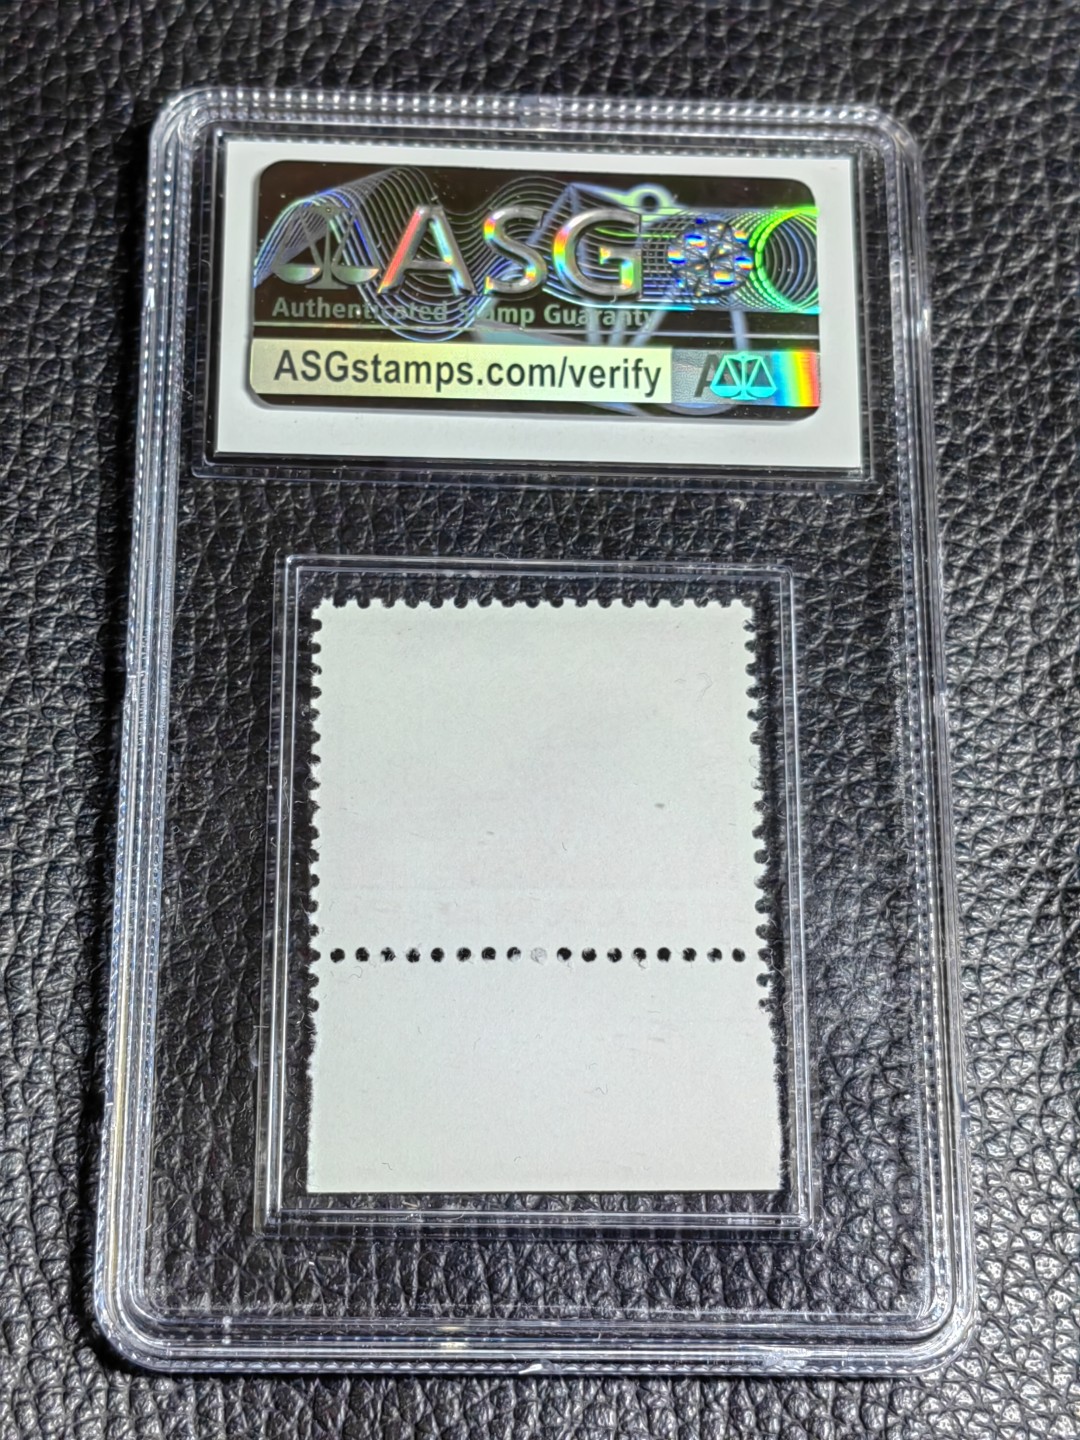 ASG
Authenticated Stamp Guaranty
ASGstamps.com/verify